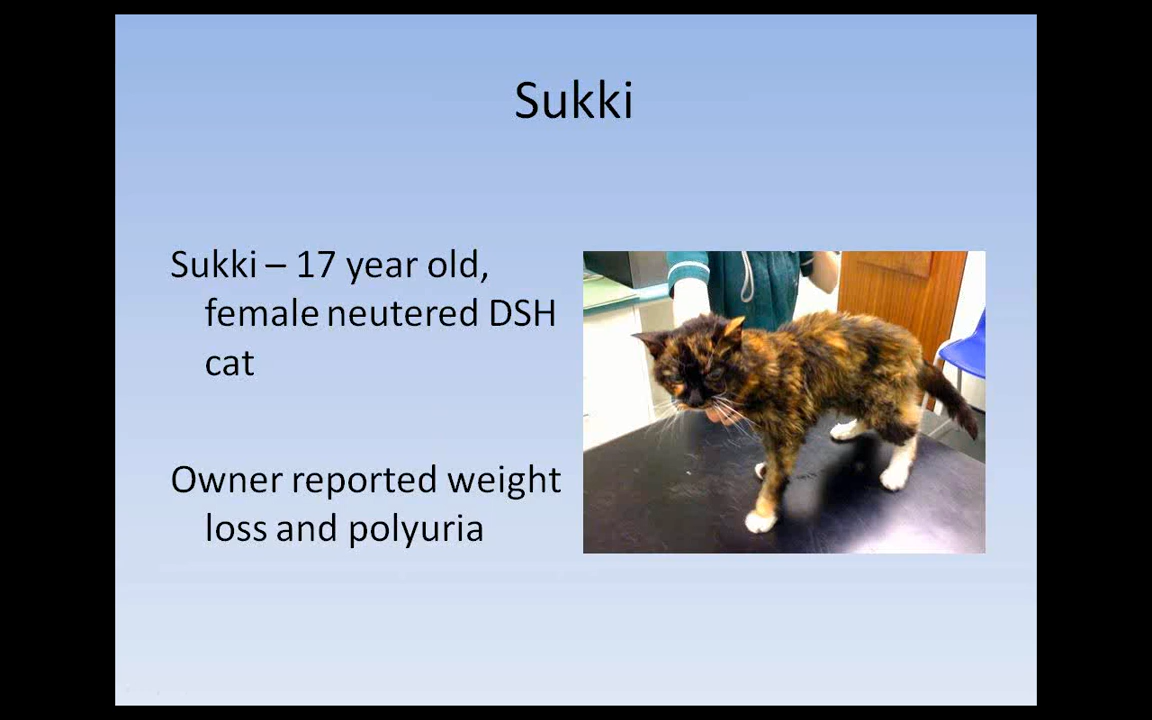 Sukki
Sukki – 17 year old,
female neutered DSH
cat
Owner reported weight
loss and polyuria